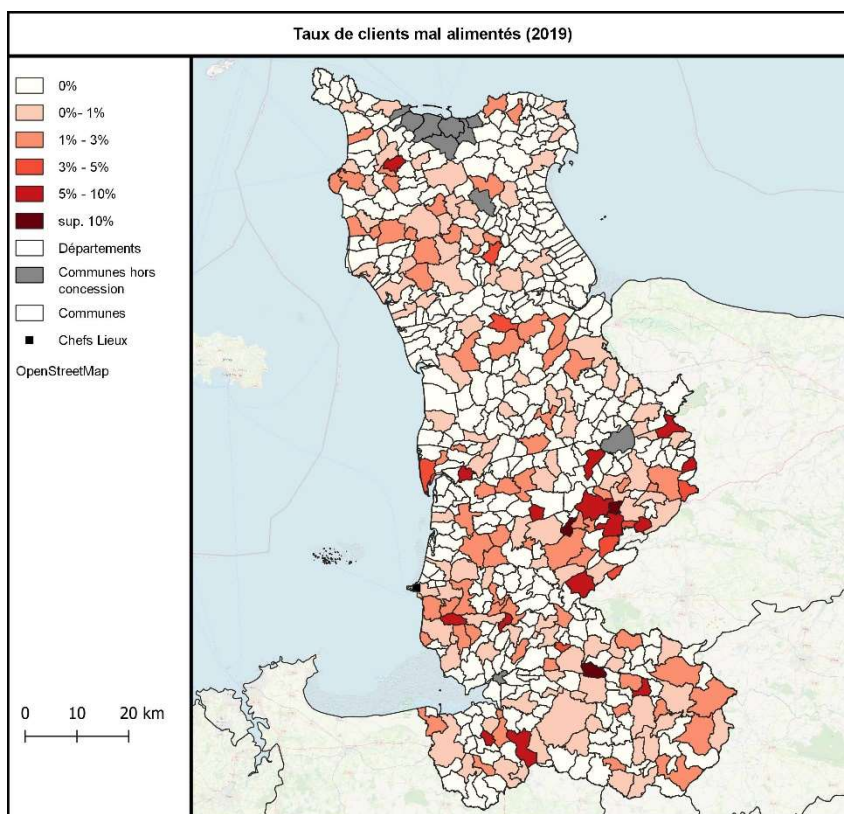 Taux de clients mal alimentés (2019)
0%
0%- 1%
1% - 3%
3% - 5%
5% - 10%
sup. 10%
Départements
Communes hors
concession
Communes
Chefs Lieux
OpenStreetMap
0 10 20 km